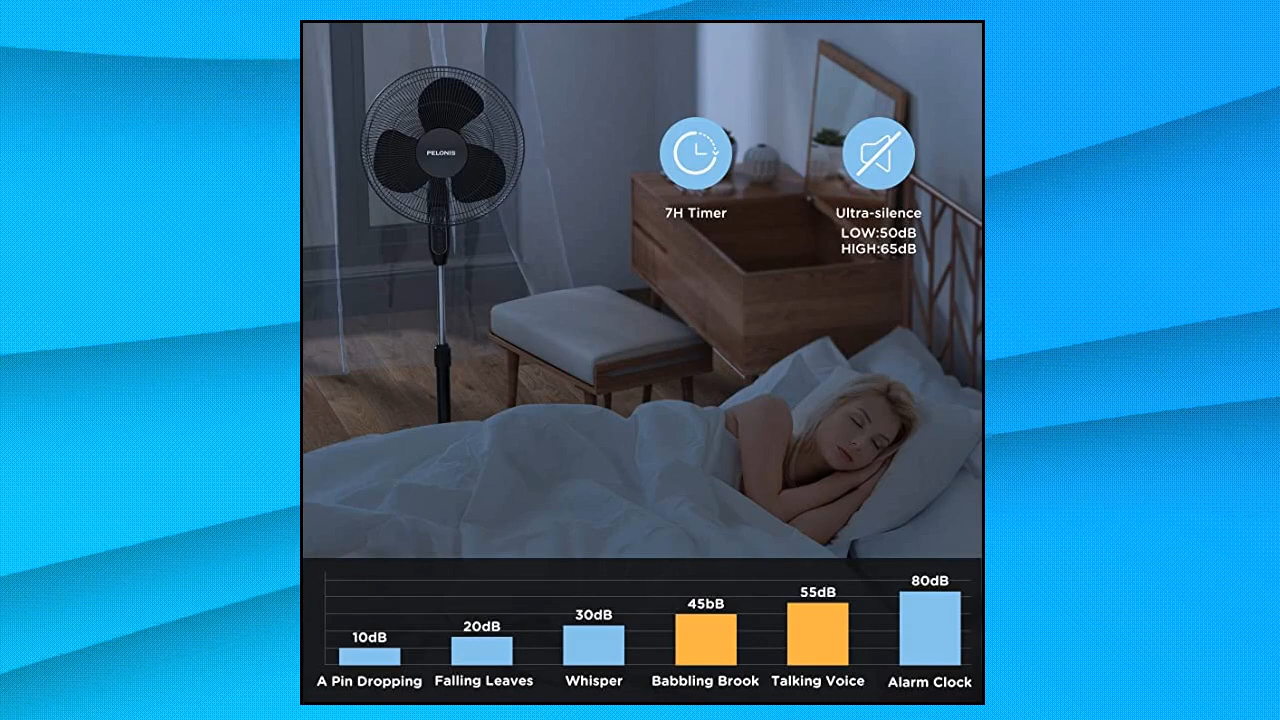 PELONIS
7H Timer
Ultra-silence
LOW:50dB
HIGH:65dB
10dB
20dB
30dB
45bB
55dB
80dB
A Pin Dropping
Falling Leaves
Whisper
Babbling Brook
Talking Voice
Alarm Clock